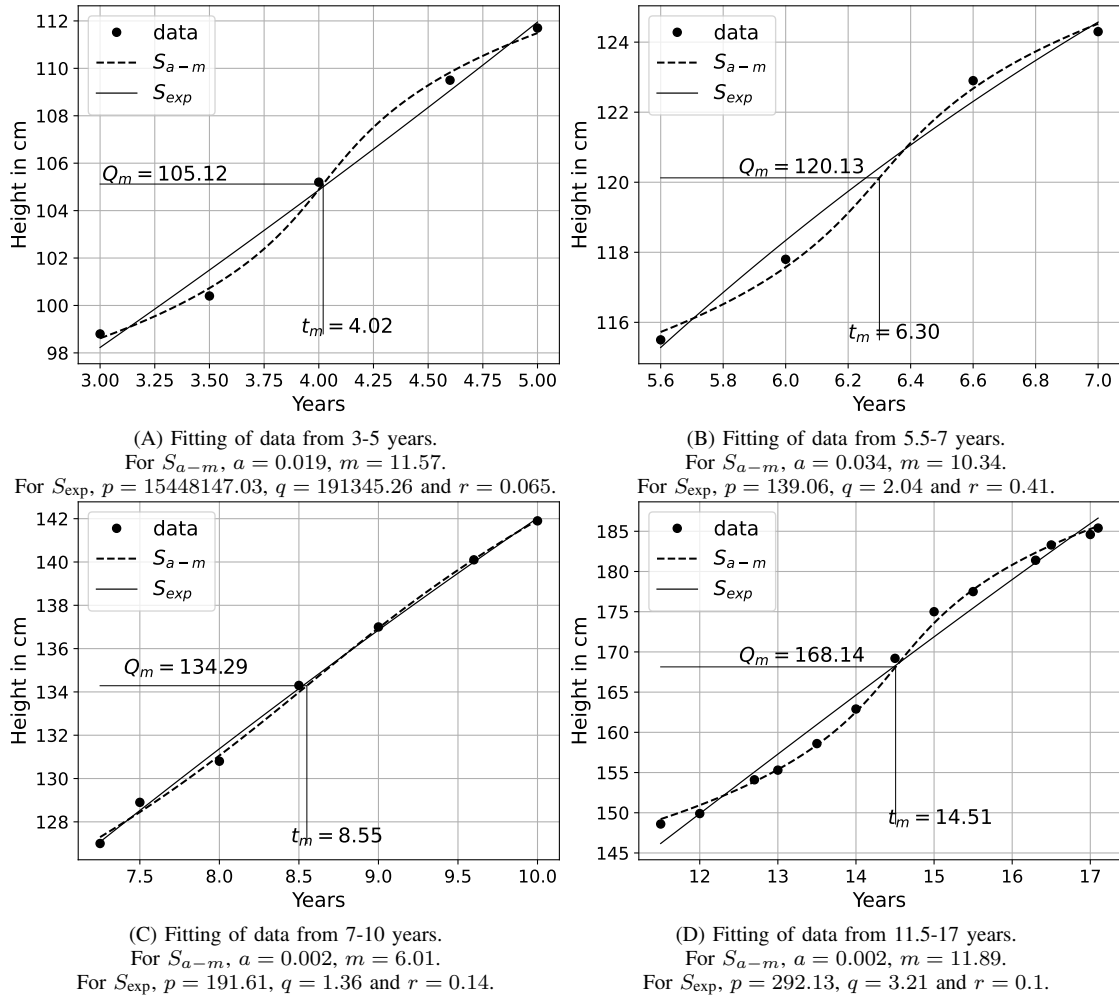 112
110
108
106
104
102
100
98
Height in cm
data
S_{a-m}
S_{exp}
Q_m = 105.12
t_m = 4.02
3.00 3.25 3.50 3.75 4.00 4.25 4.50 4.75 5.00
Years
(A) Fitting of data from 3-5 years.
For S_{a-m}, a = 0.019, m = 11.57.
For S_{exp}, p = 15448147.03, q = 191345.26 and r = 0.065.
124
122
120
118
116
Height in cm
data
S_{a-m}
S_{exp}
Q_m = 120.13
t_m = 6.30
5.6 5.8 6.0 6.2 6.4 6.6 6.8 7.0
Years
(B) Fitting of data from 5.5-7 years.
For S_{a-m}, a = 0.034, m = 10.34.
For S_{exp}, p = 139.06, q = 2.04 and r = 0.41.
142
140
138
136
134
132
130
128
Height in cm
data
S_{a-m}
S_{exp}
Q_m = 134.29
t_m = 8.55
7.5 8.0 8.5 9.0 9.5 10.0
Years
(C) Fitting of data from 7-10 years.
For S_{a-m}, a = 0.002, m = 6.01.
For S_{exp}, p = 191.61, q = 1.36 and r = 0.14.
185
180
175
170
165
160
155
150
145
Height in cm
data
S_{a-m}
S_{exp}
Q_m = 168.14
t_m = 14.51
12 13 14 15 16 17
Years
(D) Fitting of data from 11.5-17 years.
For S_{a-m}, a = 0.002, m = 11.89.
For S_{exp}, p = 292.13, q = 3.21 and r = 0.1.